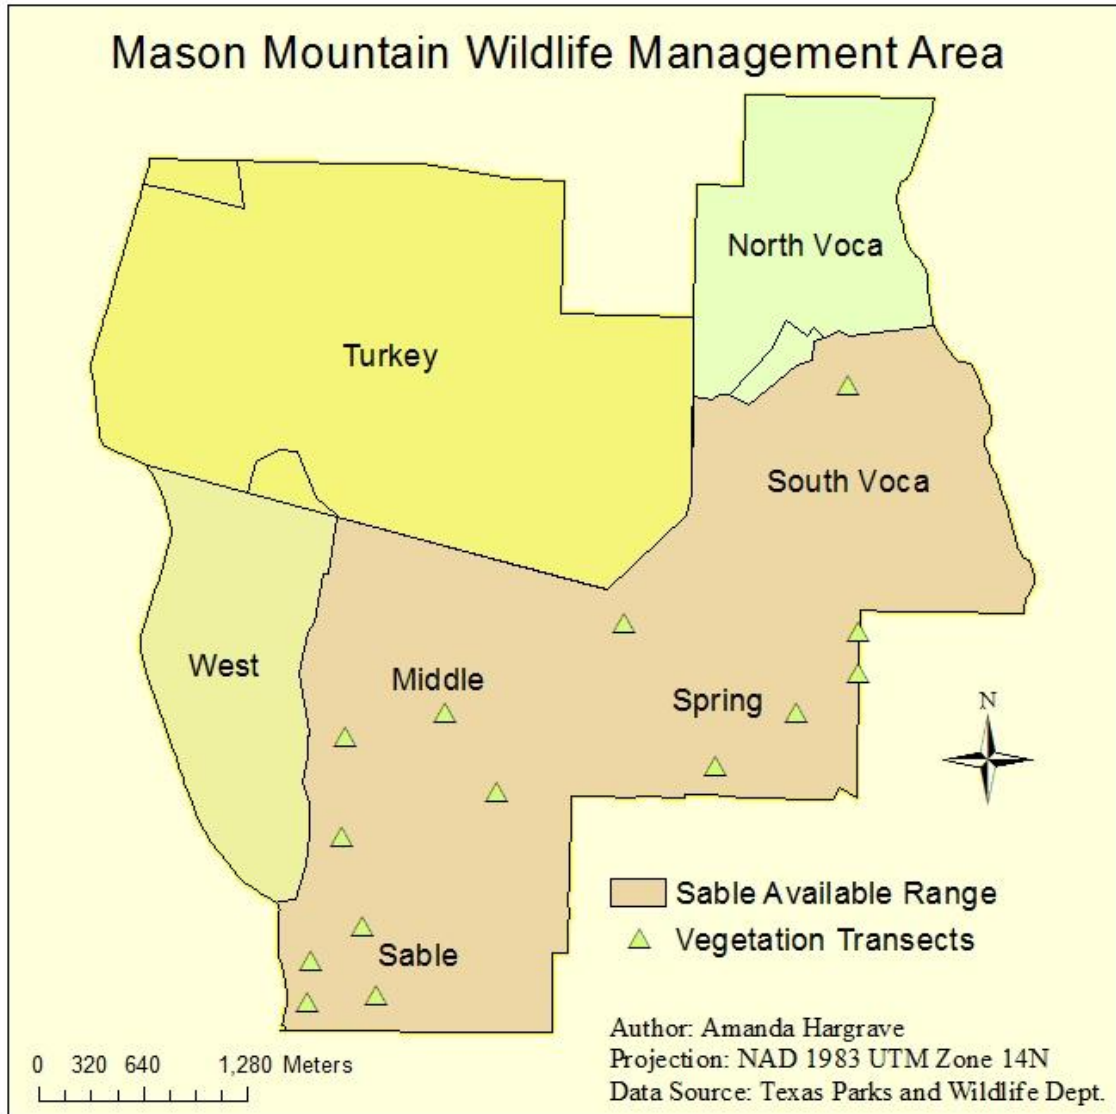 Mason Mountain Wildlife Management Area
North Voca
Turkey
South Voca
West
Middle
Spring
N
Sable Available Range
Vegetation Transects
Sable
Author: Amanda Hargrave
Projection: NAD 1983 UTM Zone 14N
Data Source: Texas Parks and Wildlife Dept.
0 320 640 1,280 Meters